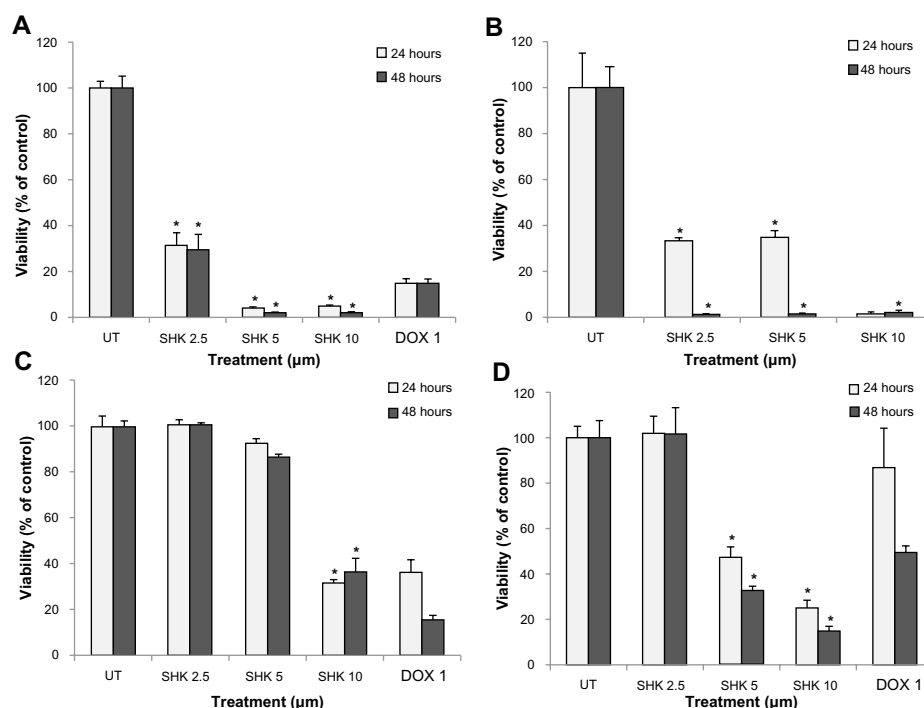 A
Viability (% of control)
120
100
80
60
40
20
0
24 hours
48 hours
* *
* *
* *
UT SHK 2.5 SHK 5 SHK 10 DOX 1
Treatment (µm)
B
Viability (% of control)
120
100
80
60
40
20
0
24 hours
48 hours
*
*
*
*
*
UT SHK 2.5 SHK 5 SHK 10
Treatment (µm)
C
Viability (% of control)
120
100
80
60
40
20
0
24 hours
48 hours
*
*
UT SHK 2.5 SHK 5 SHK 10 DOX 1
Treatment (µm)
D
Viability (% of control)
120
100
80
60
40
20
0
24 hours
48 hours
*
*
*
*
UT SHK 2.5 SHK 5 SHK 10 DOX 1
Treatment (µm)